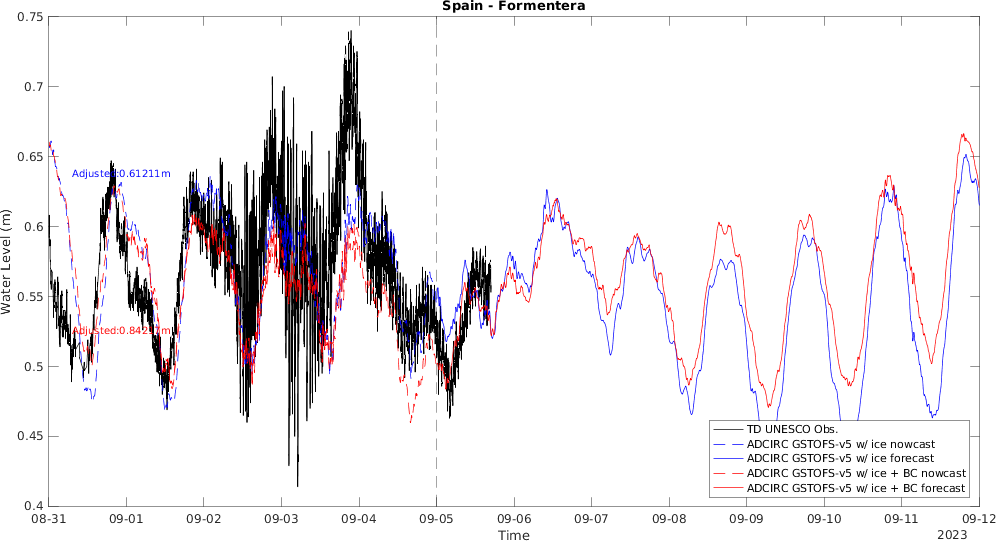 Spain - Formentera
Water Level (m)
0.75
0.7
0.65
0.6
0.55
0.5
0.45
0.4
Adjusted:0.61211m
TD UNESCO Obs.
ADCIRC GSTOFS-v5 w/ ice nowcast
ADCIRC GSTOFS-v5 w/ ice forecast
ADCIRC GSTOFS-v5 w/ ice + BC nowcast
ADCIRC GSTOFS-v5 w/ ice + BC forecast
08-31 09-01 09-02 09-03 09-04 09-05 09-06 09-07 09-08 09-09 09-10 09-11 09-12
Time
2023